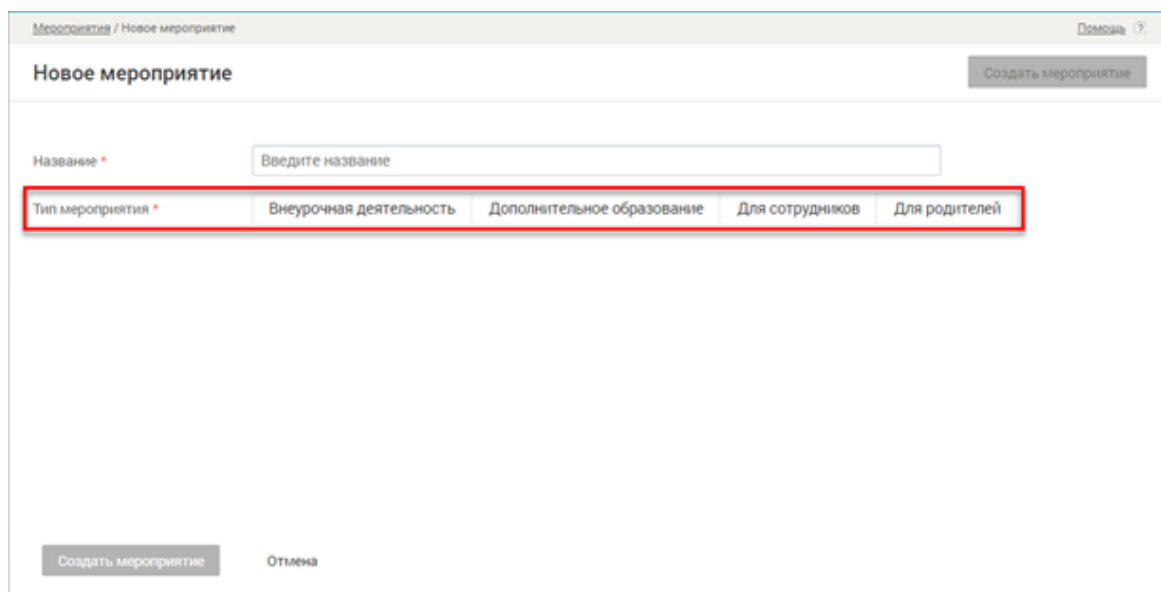 Мероприятия / Новое мероприятие Помощь ?
Новое мероприятие Создать мероприятие
Название * Введите название
Тип мероприятия * Внеурочная деятельность Дополнительное образование Для сотрудников Для родителей
Создать мероприятие Отмена